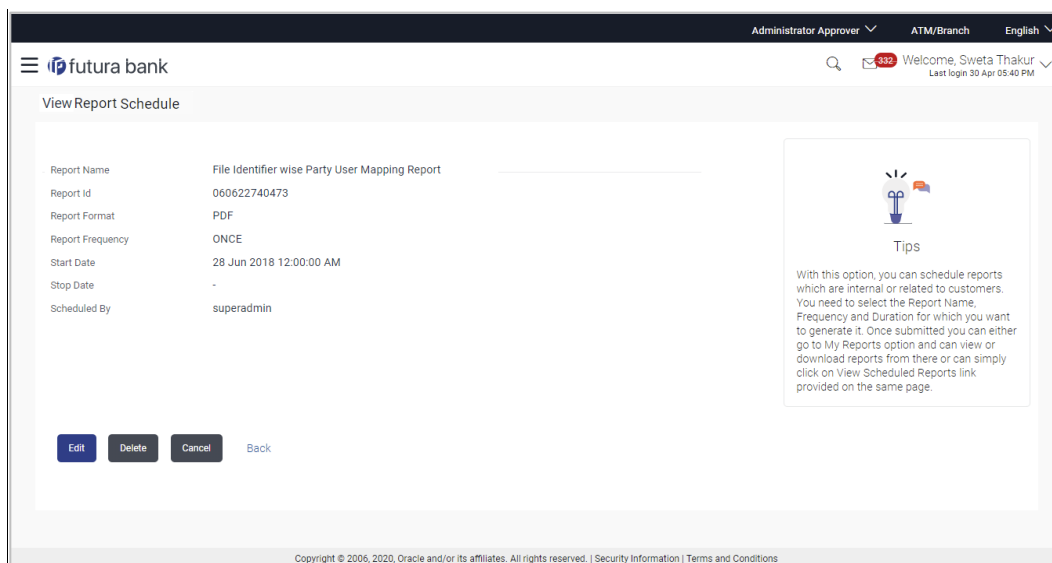 Administrator Approver ATM/Branch English
futura bank 332 Welcome, Sweta Thakur
Last login 30 Apr 05:40 PM
View Report Schedule
Report Name File Identifier wise Party User Mapping Report
Report Id 060622740473
Report Format PDF
Report Frequency ONCE
Start Date 28 Jun 2018 12:00:00 AM
Stop Date -
Scheduled By superadmin
Tips
With this option, you can schedule reports
which are internal or related to customers.
You need to select the Report Name,
Frequency and Duration for which you want
to generate it. Once submitted you can either
go to My Reports option and can view or
download reports from there or can simply
click on View Scheduled Reports link
provided on the same page.
Edit Delete Cancel Back
Copyright © 2006, 2020, Oracle and/or its affiliates. All rights reserved. | Security Information | Terms and Conditions